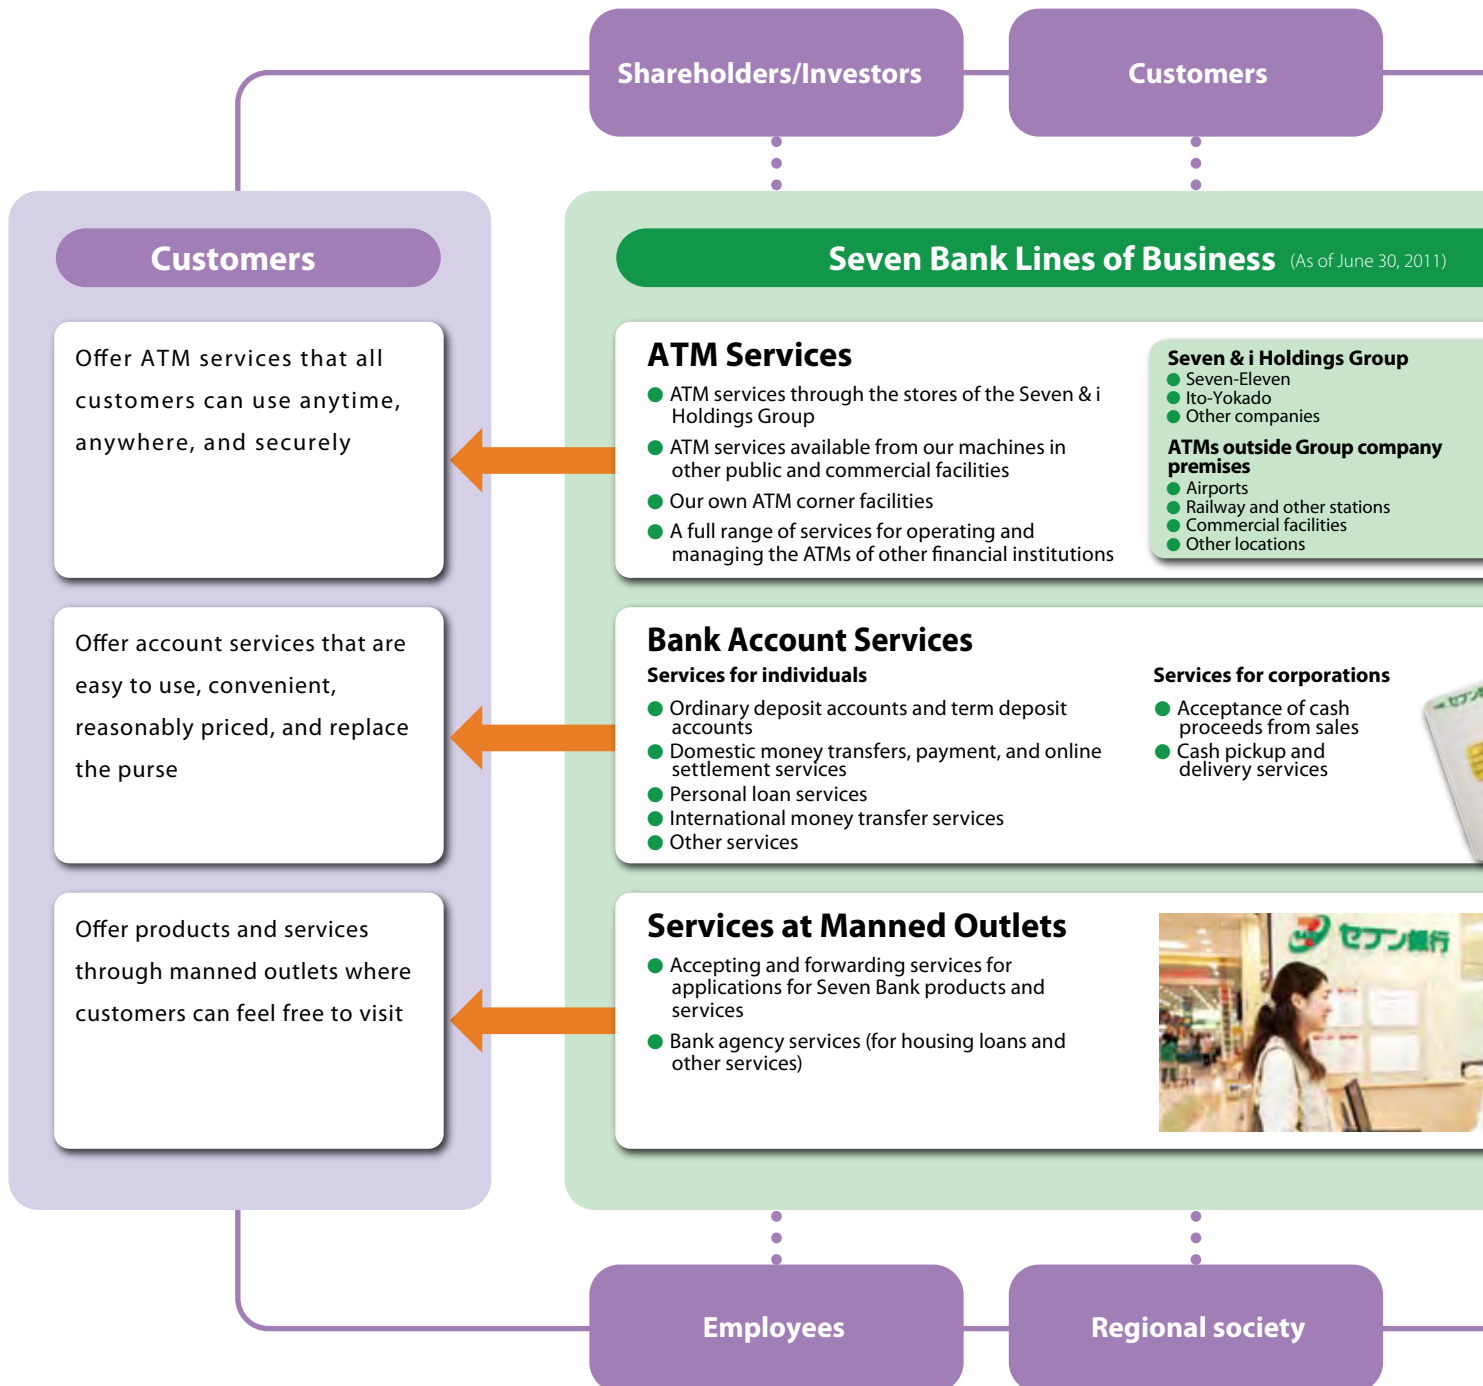 Shareholders/Investors
Customers
Customers
Offer ATM services that all
customers can use anytime,
anywhere, and securely
Offer account services that are
easy to use, convenient,
reasonably priced, and replace
the purse
Offer products and services
through manned outlets where
customers can feel free to visit
Seven Bank Lines of Business (As of June 30, 2011)
ATM Services
ATM services through the stores of the Seven & i
Holdings Group
ATM services available from our machines in
other public and commercial facilities
Our own ATM corner facilities
A full range of services for operating and
managing the ATMs of other financial institutions
Seven & i Holdings Group
Seven-Eleven
Ito-Yokado
Other companies
ATMs outside Group company
premises
Airports
Railway and other stations
Commercial facilities
Other locations
Bank Account Services
Services for individuals
Ordinary deposit accounts and term deposit
accounts
Domestic money transfers, payment, and online
settlement services
Personal loan services
International money transfer services
Other services
Services for corporations
Acceptance of cash
proceeds from sales
Cash pickup and
delivery services
Services at Manned Outlets
Accepting and forwarding services for
applications for Seven Bank products and
services
Bank agency services (for housing loans and
other services)
セブン銀行
Employees
Regional society